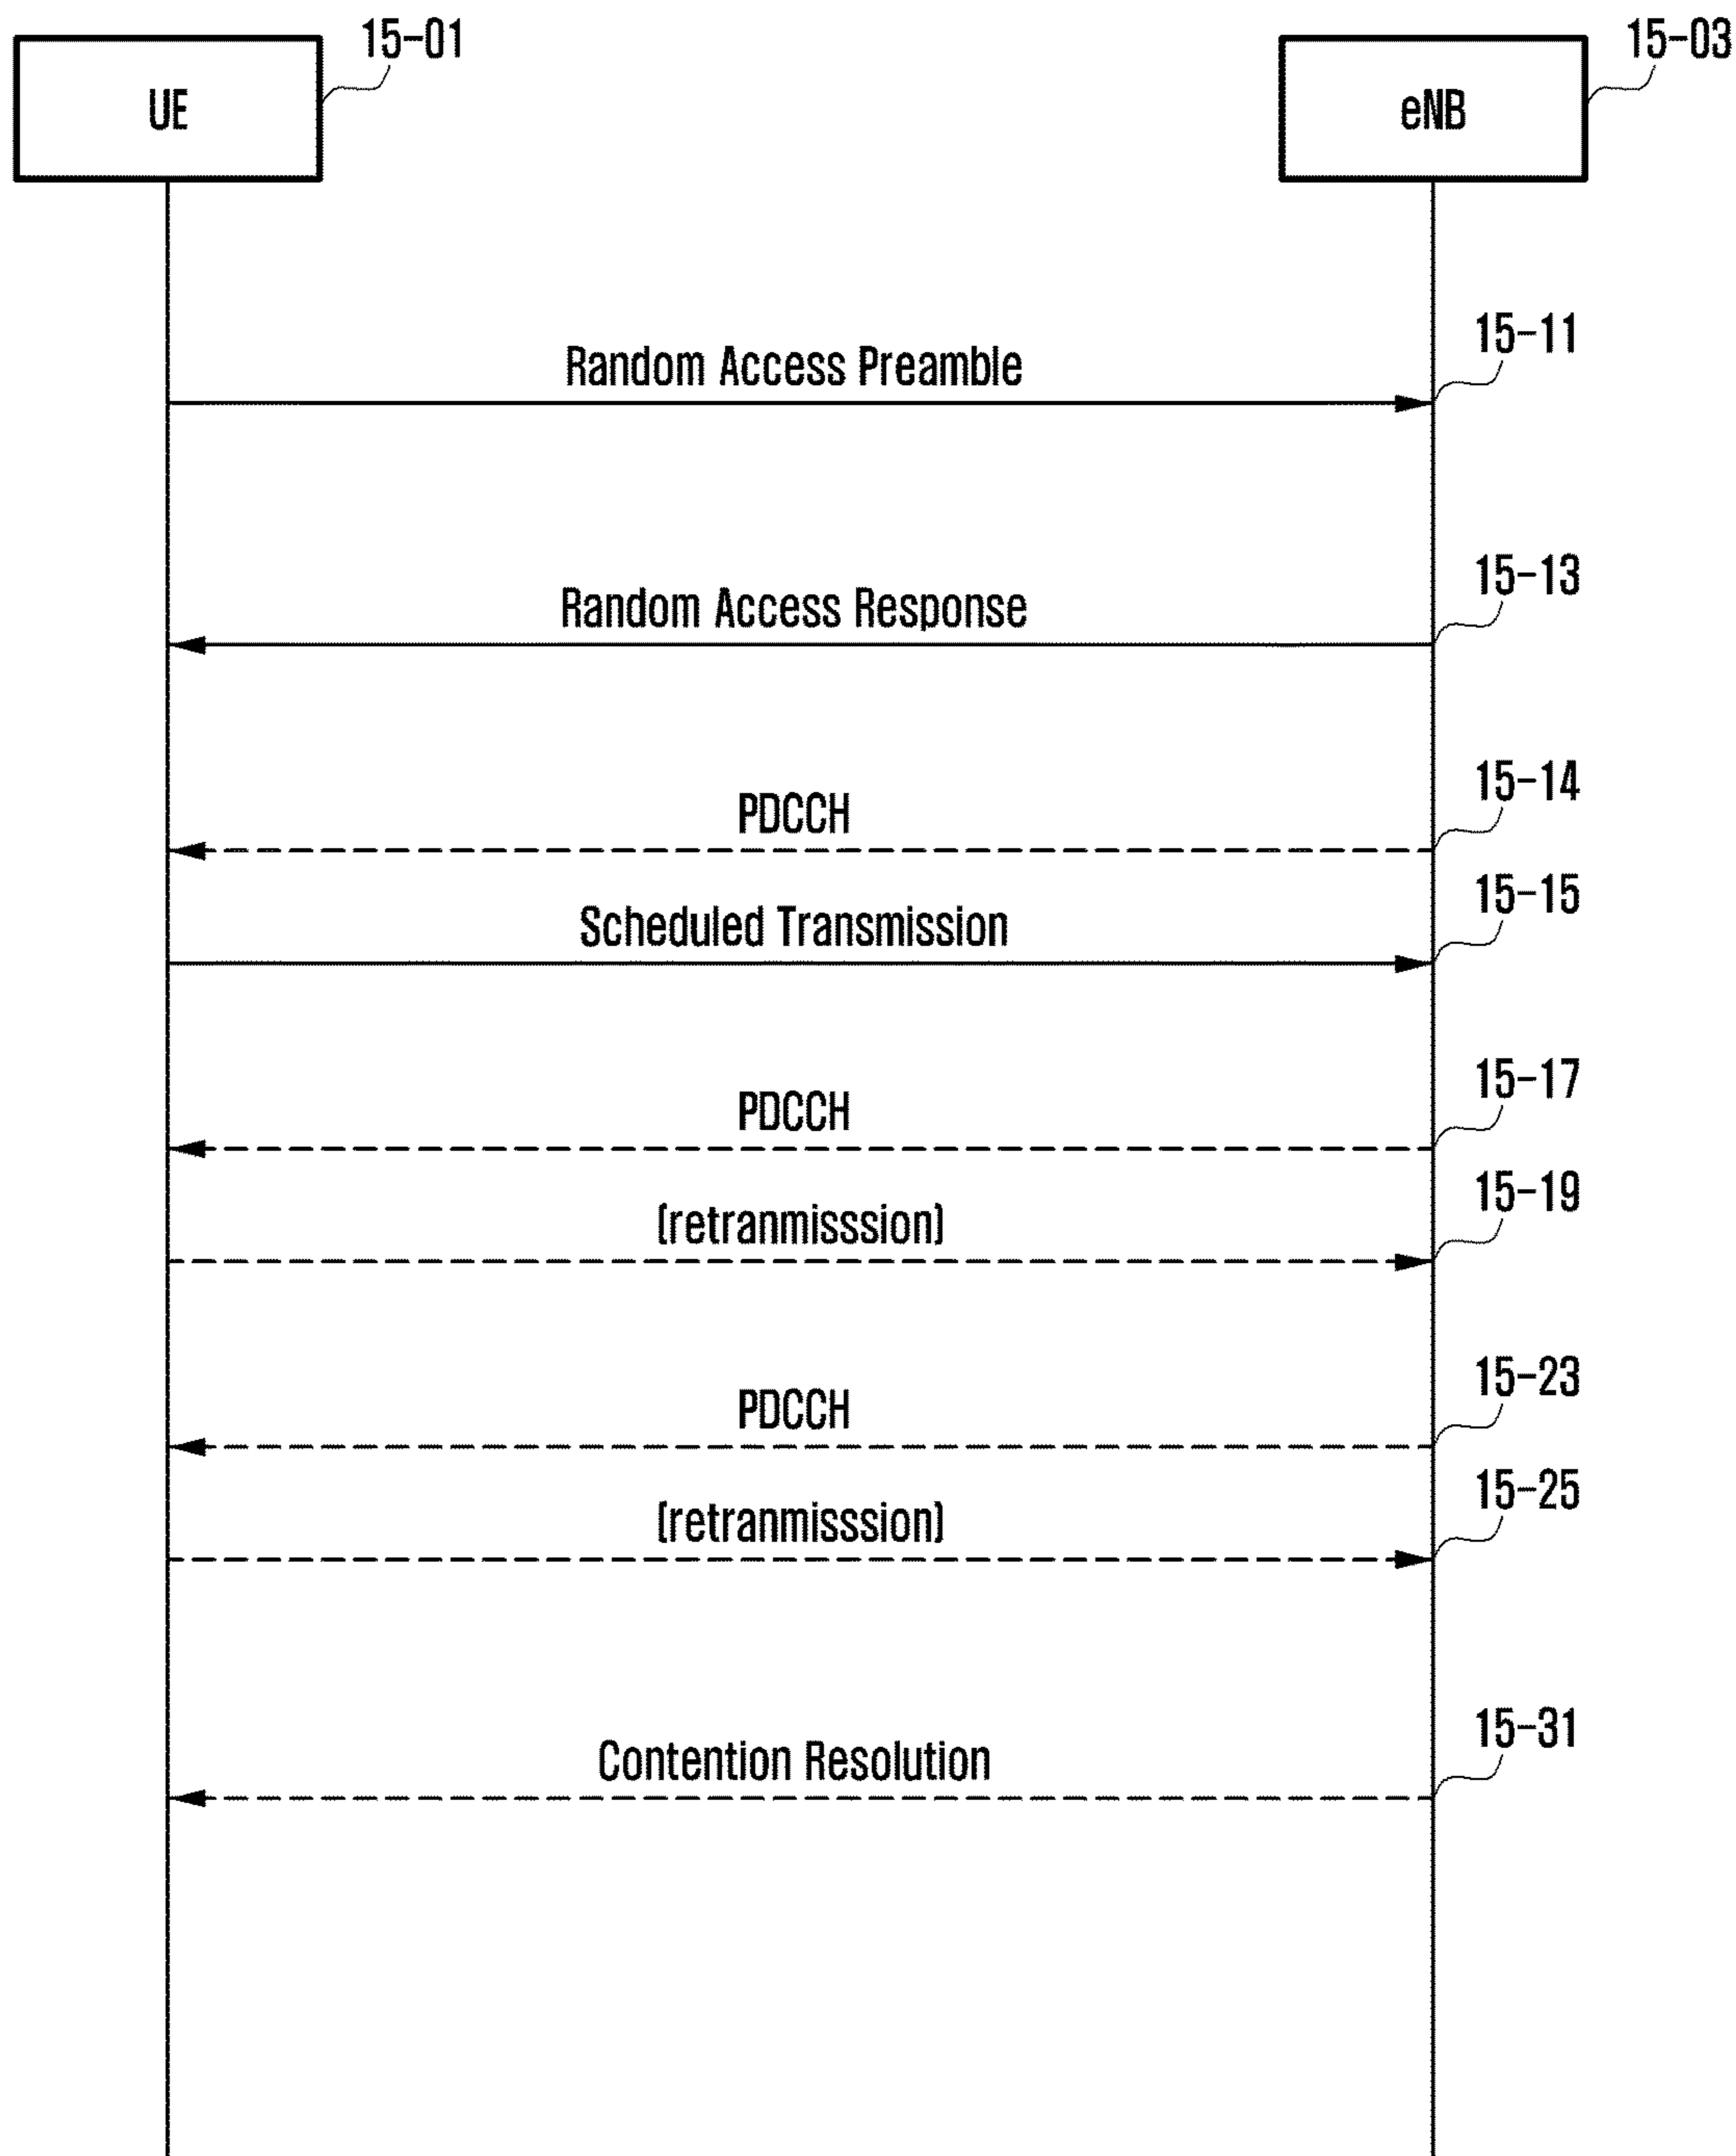 15-01
15-03
UE
eNB
15-11
Random Access Preamble
15-13
Random Access Response
15-14
PDCCH
15-15
Scheduled Transmission
15-17
PDCCH
15-19
(retranmisssion)
15-23
PDCCH
15-25
(retranmisssion)
15-31
Contention Resolution